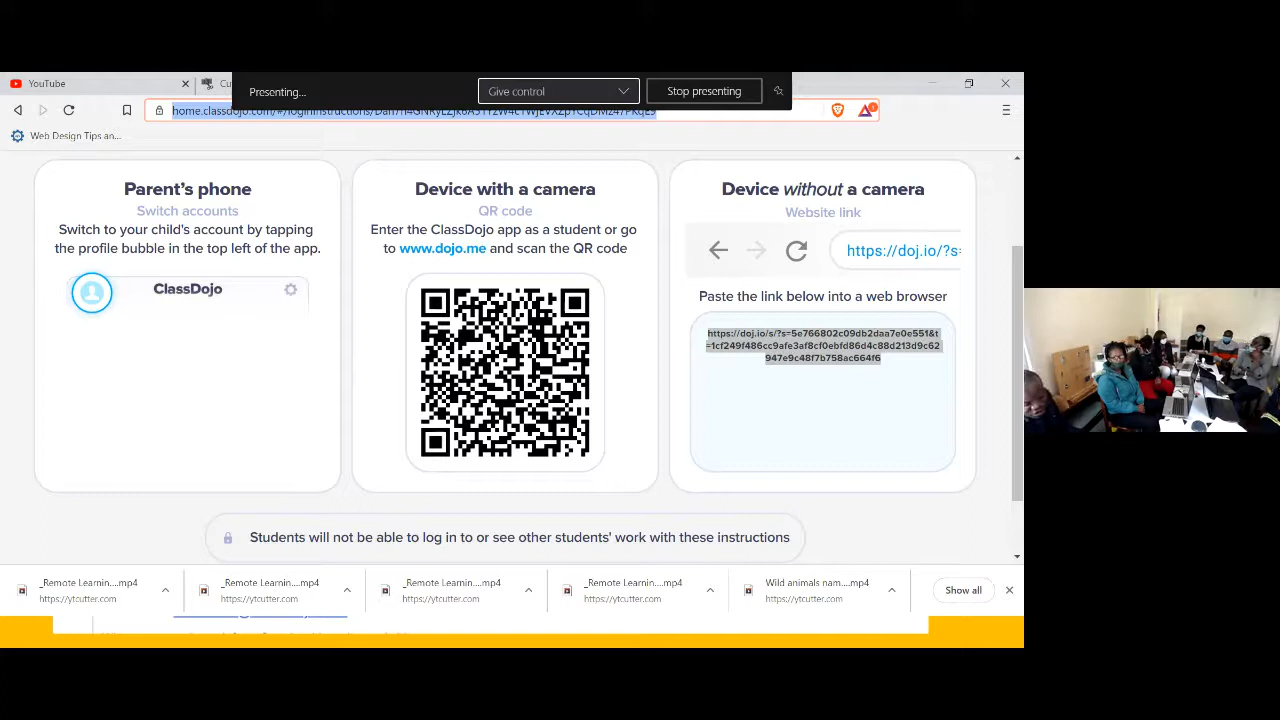 YouTube
Cu
Presenting...
Give control
Stop presenting
Web Design Tips an...
Parent's phone
Switch accounts
Switch to your child's account by tapping
the profile bubble in the top left of the app.
ClassDojo
Device with a camera
QR code
Enter the ClassDojo app as a student or go
to www.dojo.me and scan the QR code
Device without a camera
Website link
https://doj.io/?s=
Paste the link below into a web browser
https://doj.io/s/?s=5e766802c09db2daa7e0e551&t
=1cf249f486cc9afe3af8cf0ebfd86d4c88d213d9c62
947e9c48f7b758ac664f6
Students will not be able to log in to or see other students' work with these instructions
_Remote Learnin....mp4
https://ytcutter.com
_Remote Learnin....mp4
https://ytcutter.com
_Remote Learnin....mp4
https://ytcutter.com
_Remote Learnin....mp4
https://ytcutter.com
Wild animals nam....mp4
https://ytcutter.com
Show all